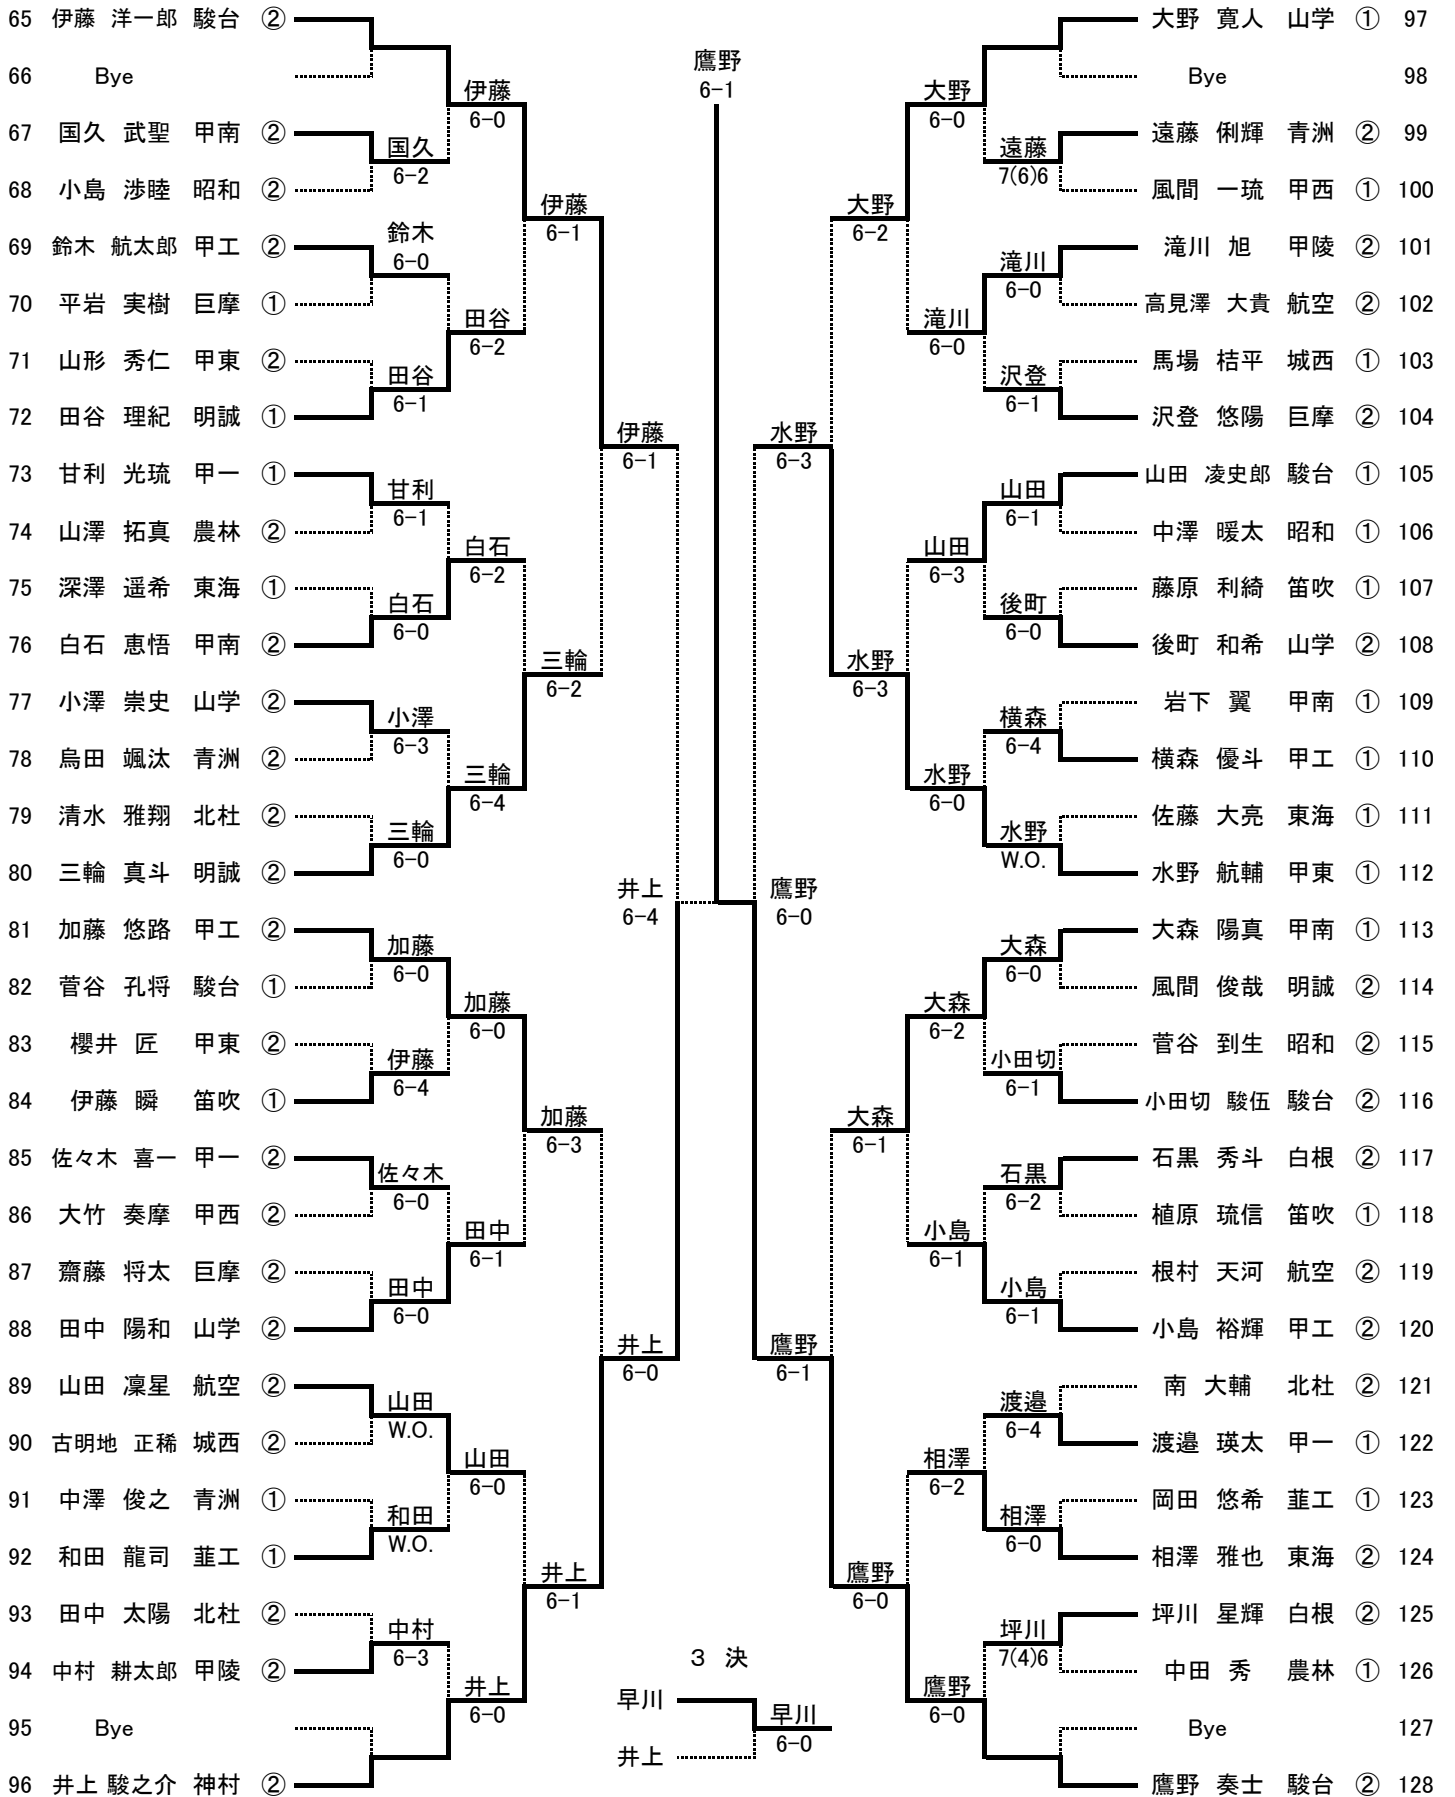 65 伊藤 洋一郎 駿台 ②
66 Bye
67 国久 武聖 甲南 ②
68 小島 渉睦 昭和 ②
69 鈴木 航太郎 甲工 ②
70 平岩 実樹 巨摩 ①
71 山形 秀仁 甲東 ②
72 田谷 理紀 明誠 ①
73 甘利 光琉 甲一 ①
74 山澤 拓真 農林 ②
75 深澤 遥希 東海 ①
76 白石 恵悟 甲南 ②
77 小澤 崇史 山学 ②
78 烏田 颯汰 青洲 ②
79 清水 雅翔 北杜 ②
80 三輪 真斗 明誠 ②
81 加藤 悠路 甲工 ②
82 菅谷 孔将 駿台 ①
83 櫻井 匠 甲東 ②
84 伊藤 瞬 笛吹 ①
85 佐々木 喜一 甲一 ②
86 大竹 奏摩 甲西 ②
87 齋藤 将太 巨摩 ②
88 田中 陽和 山学 ②
89 山田 凜星 航空 ②
90 古明地 正稀 城西 ②
91 中澤 俊之 青洲 ①
92 和田 龍司 韮工 ①
93 田中 太陽 北杜 ②
94 中村 耕太郎 甲陵 ②
95 Bye
96 井上 駿之介 神村 ②
国久
6-2
鈴木
6-0
田谷
6-1
甘利
6-1
白石
6-0
小澤
6-3
三輪
6-0
加藤
6-0
伊藤
6-4
佐々木
6-0
田中
6-0
山田
W.O.
和田
W.O.
中村
6-3
伊藤
6-0
田谷
6-2
白石
6-2
三輪
6-4
加藤
6-0
田中
6-1
山田
6-0
井上
6-0
伊藤
6-1
三輪
6-2
加藤
6-3
井上
6-1
伊藤
6-1
井上
6-0
井上
6-4
鷹野
6-1
鷹野
6-0
水野
6-3
鷹野
6-1
大野
6-2
水野
6-3
大森
6-1
鷹野
6-0
大野
6-0
滝川
6-0
山田
6-3
水野
6-0
大森
6-2
小島
6-1
相澤
6-2
鷹野
6-0
遠藤
7(6)6
滝川
6-0
沢登
6-1
山田
6-1
後町
6-0
横森
6-4
水野
W.O.
大森
6-0
小田切
6-1
石黒
6-2
小島
6-1
渡邉
6-4
相澤
6-0
坪川
7(4)6
大野 寛人 山学 ① 97
Bye 98
遠藤 俐輝 青洲 ② 99
風間 一琉 甲西 ① 100
滝川 旭 甲陵 ② 101
高見澤 大貴 航空 ② 102
馬場 桔平 城西 ① 103
沢登 悠陽 巨摩 ② 104
山田 凌史郎 駿台 ① 105
中澤 暖太 昭和 ① 106
藤原 利綺 笛吹 ① 107
後町 和希 山学 ② 108
岩下 翼 甲南 ① 109
横森 優斗 甲工 ① 110
佐藤 大亮 東海 ① 111
水野 航輔 甲東 ① 112
大森 陽真 甲南 ① 113
風間 俊哉 明誠 ② 114
菅谷 到生 昭和 ② 115
小田切 駿伍 駿台 ② 116
石黒 秀斗 白根 ② 117
植原 琉信 笛吹 ① 118
根村 天河 航空 ② 119
小島 裕輝 甲工 ② 120
南 大輔 北杜 ② 121
渡邉 瑛太 甲一 ① 122
岡田 悠希 韮工 ① 123
相澤 雅也 東海 ② 124
坪川 星輝 白根 ② 125
中田 秀 農林 ① 126
Bye 127
鷹野 奏士 駿台 ② 128
3 決
早川
井上
早川
6-0